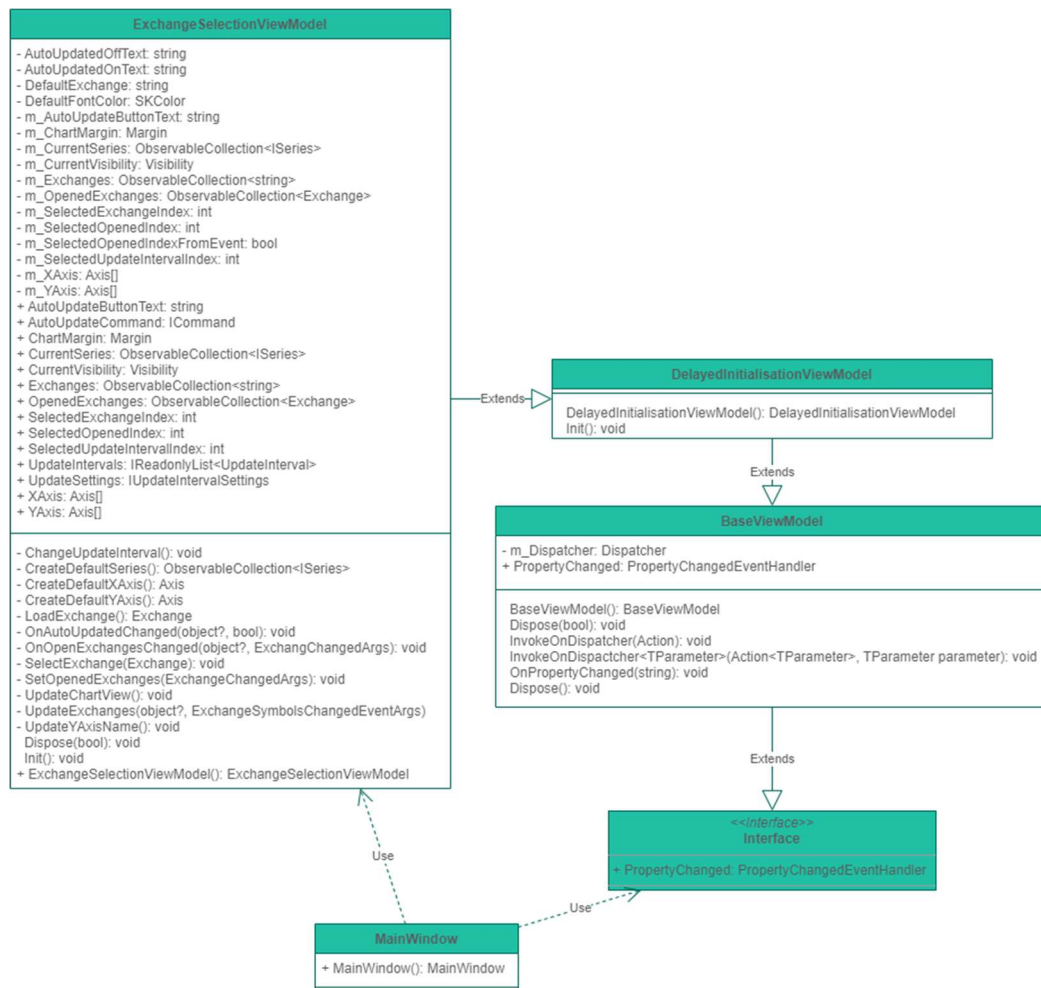 ExchangeSelectionViewModel
- AutoUpdatedOffText: string
- AutoUpdatedOnText: string
- DefaultExchange: string
- DefaultFontColor: SKColor
- m_AutoUpdateButtonText: string
- m_ChartMargin: Margin
- m_CurrentSeries: ObservableCollection<ISeries>
- m_CurrentVisibility: Visibility
- m_Exchanges: ObservableCollection<string>
- m_OpenedExchanges: ObservableCollection<Exchange>
- m_SelectedExchangeIndex: int
- m_SelectedOpenedIndex: int
- m_SelectedOpenedIndexFromEvent: bool
- m_SelectedUpdateIntervalIndex: int
- m_XAxis: Axis[]
- m_YAxis: Axis[]
+ AutoUpdateButtonText: string
+ AutoUpdateCommand: ICommand
+ ChartMargin: Margin
+ CurrentSeries: ObservableCollection<ISeries>
+ CurrentVisibility: Visibility
+ Exchanges: ObservableCollection<string>
+ OpenedExchanges: ObservableCollection<Exchange>
+ SelectedExchangeIndex: int
+ SelectedOpenedIndex: int
+ SelectedUpdateIntervalIndex: int
+ UpdateIntervals: IReadonlyList<UpdateInterval>
+ UpdateSettings: IUpdateIntervalSettings
+ XAxis: Axis[]
+ YAxis: Axis[]
- ChangeUpdateInterval(): void
- CreateDefaultSeries(): ObservableCollection<ISeries>
- CreateDefaultXAxis(): Axis
- CreateDefaultYAxis(): Axis
- LoadExchange(): Exchange
- OnAutoUpdatedChanged(object?, bool): void
- OnOpenExchangesChanged(object?, ExchangChangedArgs): void
- SelectExchange(Exchange): void
- SetOpenedExchanges(ExchangeChangedArgs): void
- UpdateChartView(): void
- UpdateExchanges(object?, ExchangeSymbolsChangedEventArgs)
- UpdateYAxisName(): void
Dispose(bool): void
Init(): void
+ ExchangeSelectionViewModel(): ExchangeSelectionViewModel
Extends
DelayedInitialisationViewModel
DelayedInitialisationViewModel(): DelayedInitialisationViewModel
Init(): void
Extends
BaseViewModel
- m_Dispatcher: Dispatcher
+ PropertyChanged: PropertyChangedEventHandler
BaseViewModel(): BaseViewModel
Dispose(bool): void
InvokeOnDispatcher(Action): void
InvokeOnDispactcher<TParameter>(Action<TParameter>, TParameter parameter): void
OnPropertyChanged(string): void
Dispose(): void
Extends
<<Interface>>
Interface
+ PropertyChanged: PropertyChangedEventHandler
Use
Use
MainWindow
+ MainWindow(): MainWindow